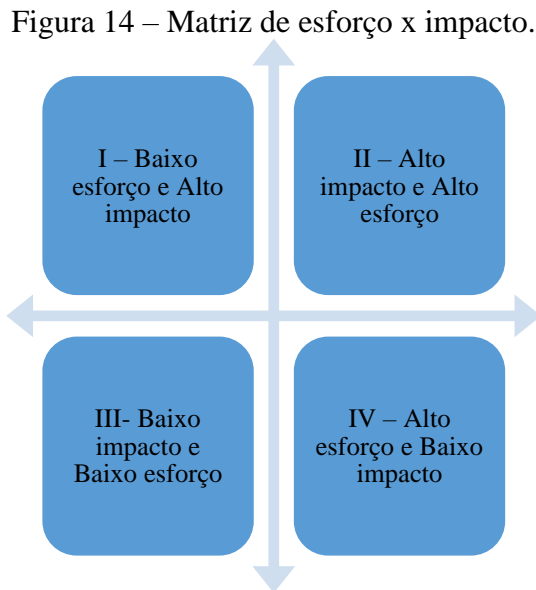 Figura 14 – Matriz de esforço x impacto.
I – Baixo
esforço e Alto
impacto
II – Alto
impacto e Alto
esforço
III- Baixo
impacto e
Baixo esforço
IV – Alto
esforço e Baixo
impacto